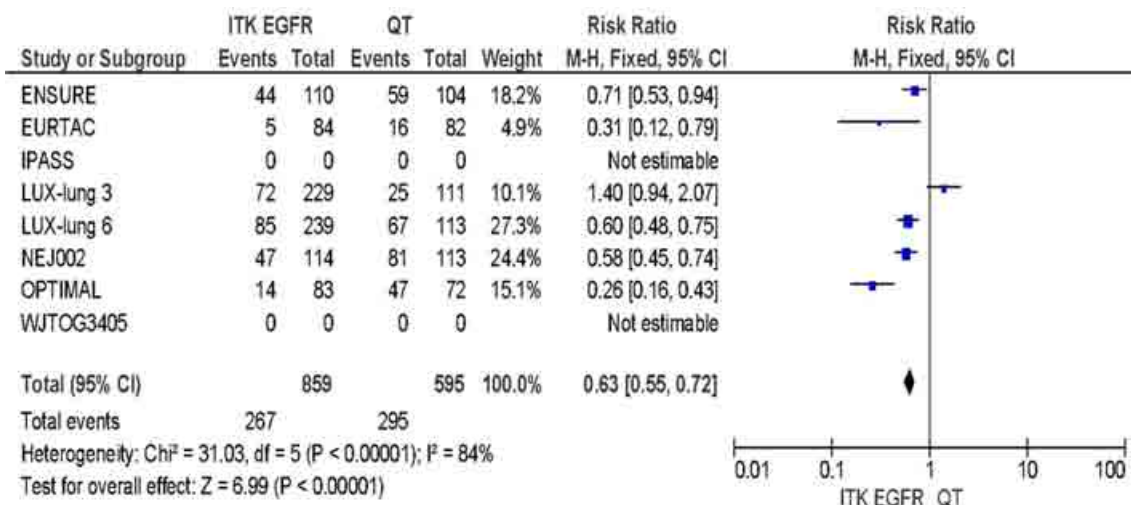 ITK EGFR QT Risk Ratio Risk Ratio
Study or Subgroup Events Total Events Total Weight M-H, Fixed, 95% CI M-H, Fixed, 95% CI
ENSURE 44 110 59 104 18.2% 0.71 [0.53, 0.94]
EURTAC 5 84 16 82 4.9% 0.31 [0.12, 0.79]
IPASS 0 0 0 0 Not estimable
LUX-lung 3 72 229 25 111 10.1% 1.40 [0.94, 2.07]
LUX-lung 6 85 239 67 113 27.3% 0.60 [0.48, 0.75]
NEJ002 47 114 81 113 24.4% 0.58 [0.45, 0.74]
OPTIMAL 14 83 47 72 15.1% 0.26 [0.16, 0.43]
WJTOG3405 0 0 0 0 Not estimable
Total (95% CI) 859 595 100.0% 0.63 [0.55, 0.72]
Total events 267 295
Heterogeneity: Chi² = 31.03, df = 5 (P < 0.00001); I² = 84%
Test for overall effect: Z = 6.99 (P < 0.00001)
0.01 0.1 1 10 100
ITK EGFR QT